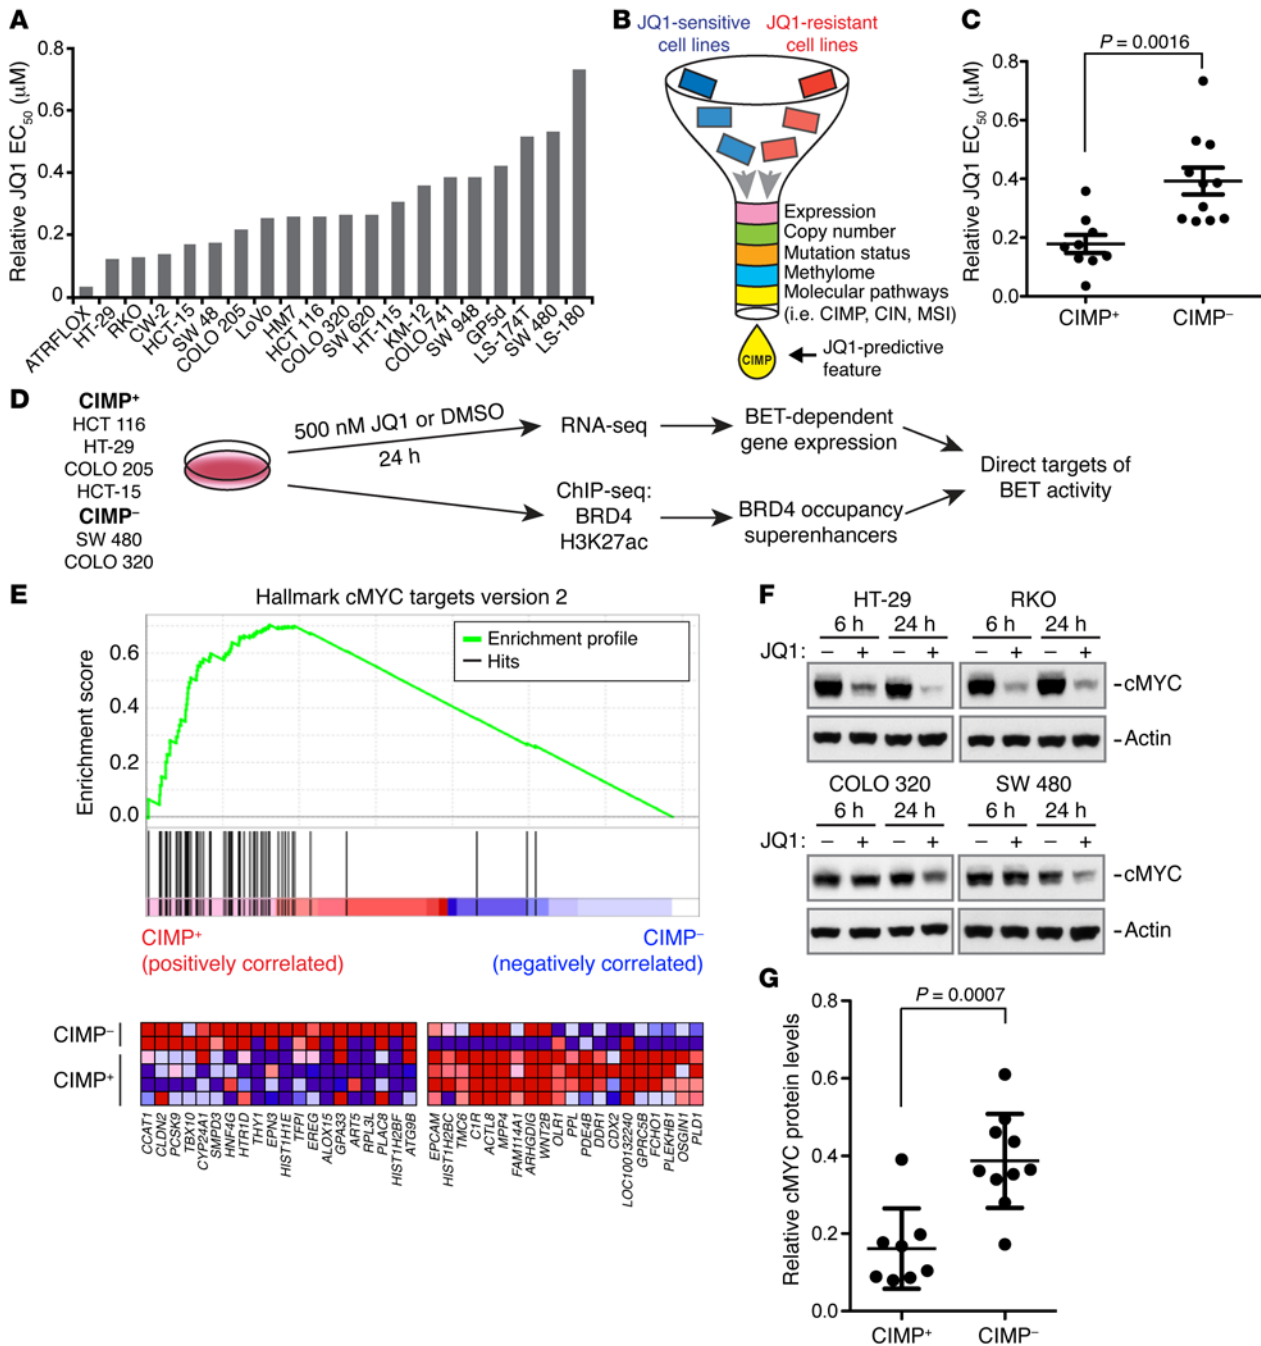 A
Relative JQ1 EC50 (μM)
0.8
0.6
0.4
0.2
0
ATRFLOX
HT-29
RKO
CW-2
HCT-15
SW 48
COLO 205
LoVo
HM7
HCT 116
COLO 320
SW 620
HT-115
KM-12
COLO 741
SW 948
GP5d
LS-174T
SW 480
LS-180
B
JQ1-sensitive
cell lines
JQ1-resistant
cell lines
Expression
Copy number
Mutation status
Methylome
Molecular pathways
(i.e. CIMP, CIN, MSI)
CIMP
JQ1-predictive
feature
C
P = 0.0016
Relative JQ1 EC50 (μM)
0.8
0.6
0.4
0.2
0.0
CIMP+
CIMP–
D
CIMP+
HCT 116
HT-29
COLO 205
HCT-15
CIMP–
SW 480
COLO 320
500 nM JQ1 or DMSO
24 h
RNA-seq
BET-dependent
gene expression
ChIP-seq:
BRD4
H3K27ac
BRD4 occupancy
superenhancers
Direct targets of
BET activity
E
Hallmark cMYC targets version 2
Enrichment score
0.6
0.4
0.2
0.0
Enrichment profile
Hits
CIMP+
(positively correlated)
CIMP–
(negatively correlated)
CIMP–
CIMP+
CCAT1
CLDN2
PCSK9
TBX10
CYP24A1
SMPD3
HNF4G
HTR1D
THY1
EPN3
HIST1H1E
TFPI
EREG
ALOX15
GPA33
ART5
RPL3L
PLAC8
HIST1H2BF
ATG9B
EPCAM
HIST1H2BC
TMC6
C1R
ACTL8
MPP4
FAM114A1
ARHGDIG
WNT2B
OLR1
PPL
PDE4B
DDR1
CDX2
LOC100132240
GPRC5B
FCHO1
PLEKHB1
OSGIN1
PLD1
F
HT-29
RKO
6 h 24 h 6 h 24 h
JQ1: – + – + – + – +
-cMYC
-Actin
COLO 320
SW 480
6 h 24 h 6 h 24 h
JQ1: – + – + – + – +
-cMYC
-Actin
G
P = 0.0007
Relative cMYC protein levels
0.8
0.6
0.4
0.2
0.0
CIMP+
CIMP–